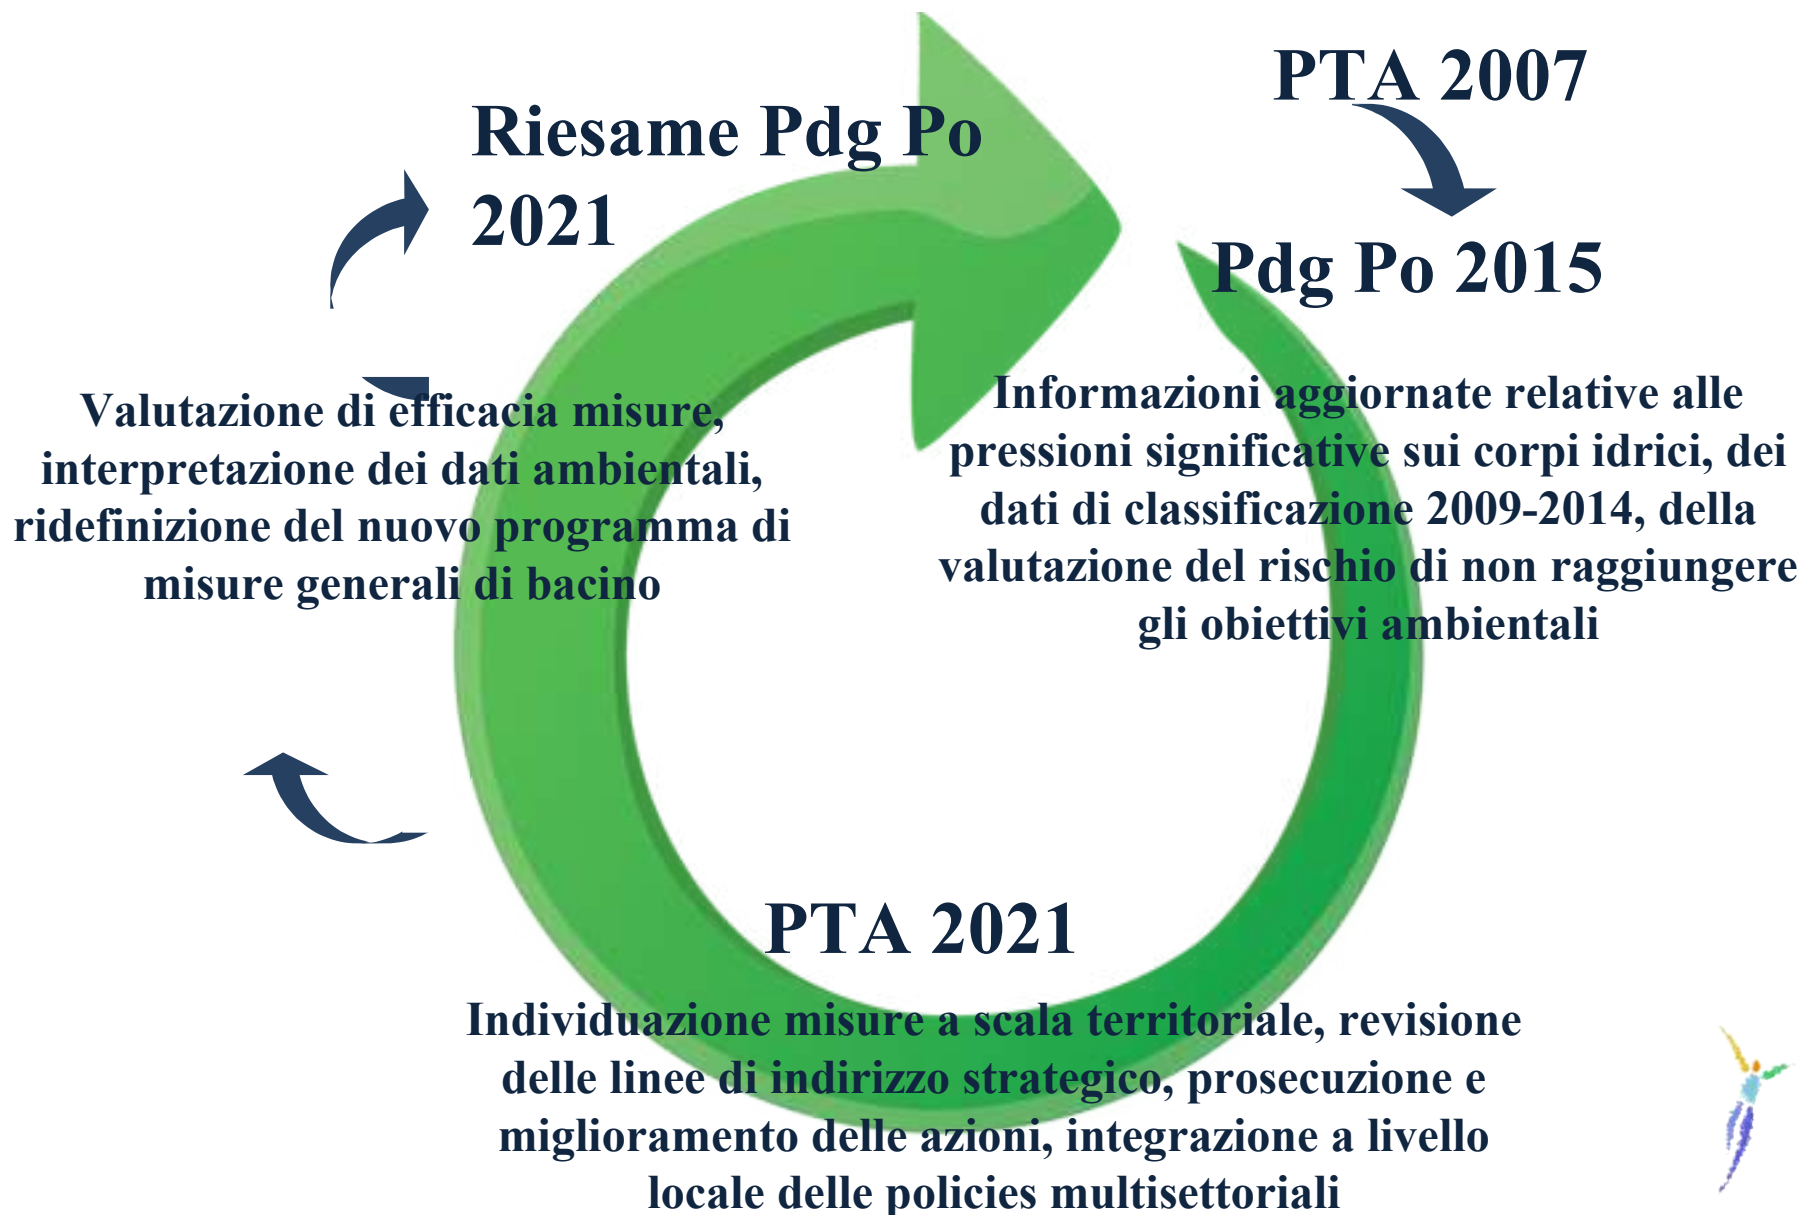 PTA 2007
Pdg Po 2015
Informazioni aggiornate relative alle
pressioni significative sui corpi idrici, dei
dati di classificazione 2009-2014, della
valutazione del rischio di non raggiungere
gli obiettivi ambientali
PTA 2021
Individuazione misure a scala territoriale, revisione
delle linee di indirizzo strategico, prosecuzione e
miglioramento delle azioni, integrazione a livello
locale delle policies multisettoriali
Valutazione di efficacia misure,
interpretazione dei dati ambientali,
ridefinizione del nuovo programma di
misure generali di bacino
Riesame Pdg Po
2021